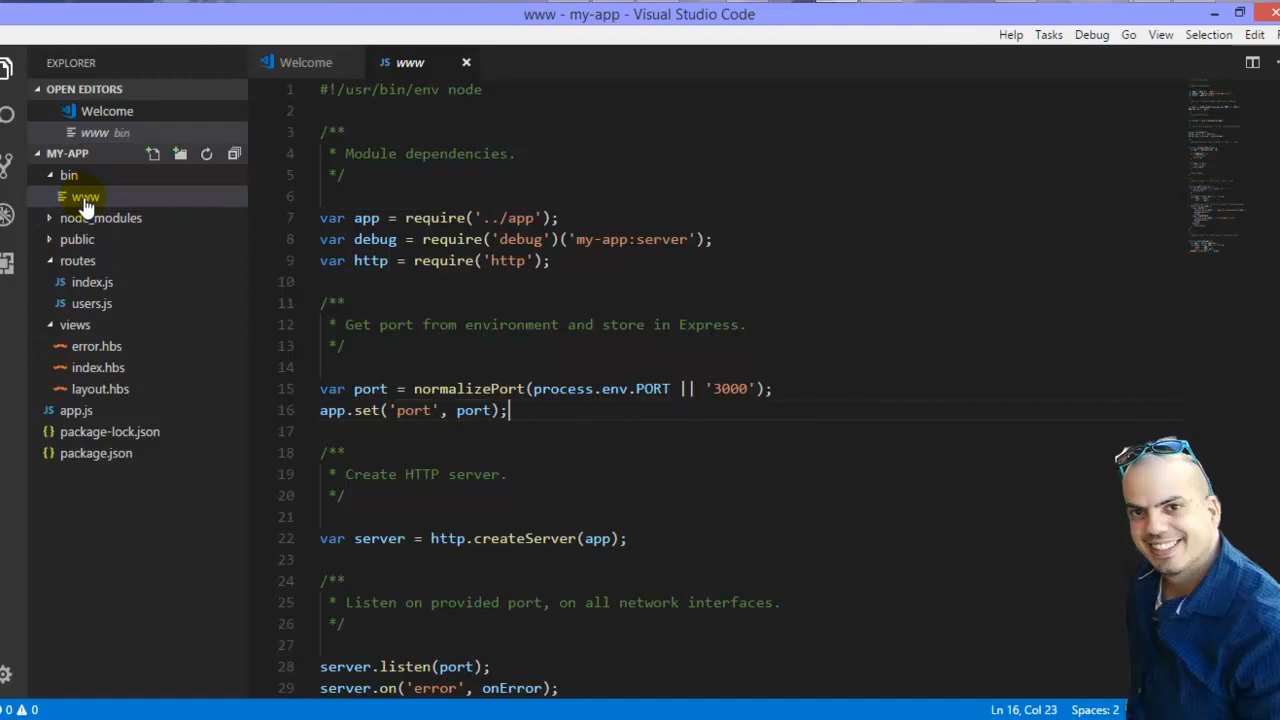 www - my-app - Visual Studio Code
Help Tasks Debug Go View Selection Edit
EXPLORER
OPEN EDITORS
Welcome
www bin
MY-APP
bin
www
node_modules
public
routes
JS index.js
JS users.js
views
error.hbs
index.hbs
layout.hbs
JS app.js
{} package-lock.json
{} package.json
Welcome
JS www
1 #!/usr/bin/env node
2
3 /**
4 * Module dependencies.
5 */
6
7 var app = require('../app');
8 var debug = require('debug')('my-app:server');
9 var http = require('http');
10
11 /**
12 * Get port from environment and store in Express.
13 */
14
15 var port = normalizePort(process.env.PORT || '3000');
16 app.set('port', port);
17
18 /**
19 * Create HTTP server.
20 */
21
22 var server = http.createServer(app);
23
24 /**
25 * Listen on provided port, on all network interfaces.
26 */
27
28 server.listen(port);
29 server.on('error', onError);
0 0
Ln 16, Col 23 Spaces: 2